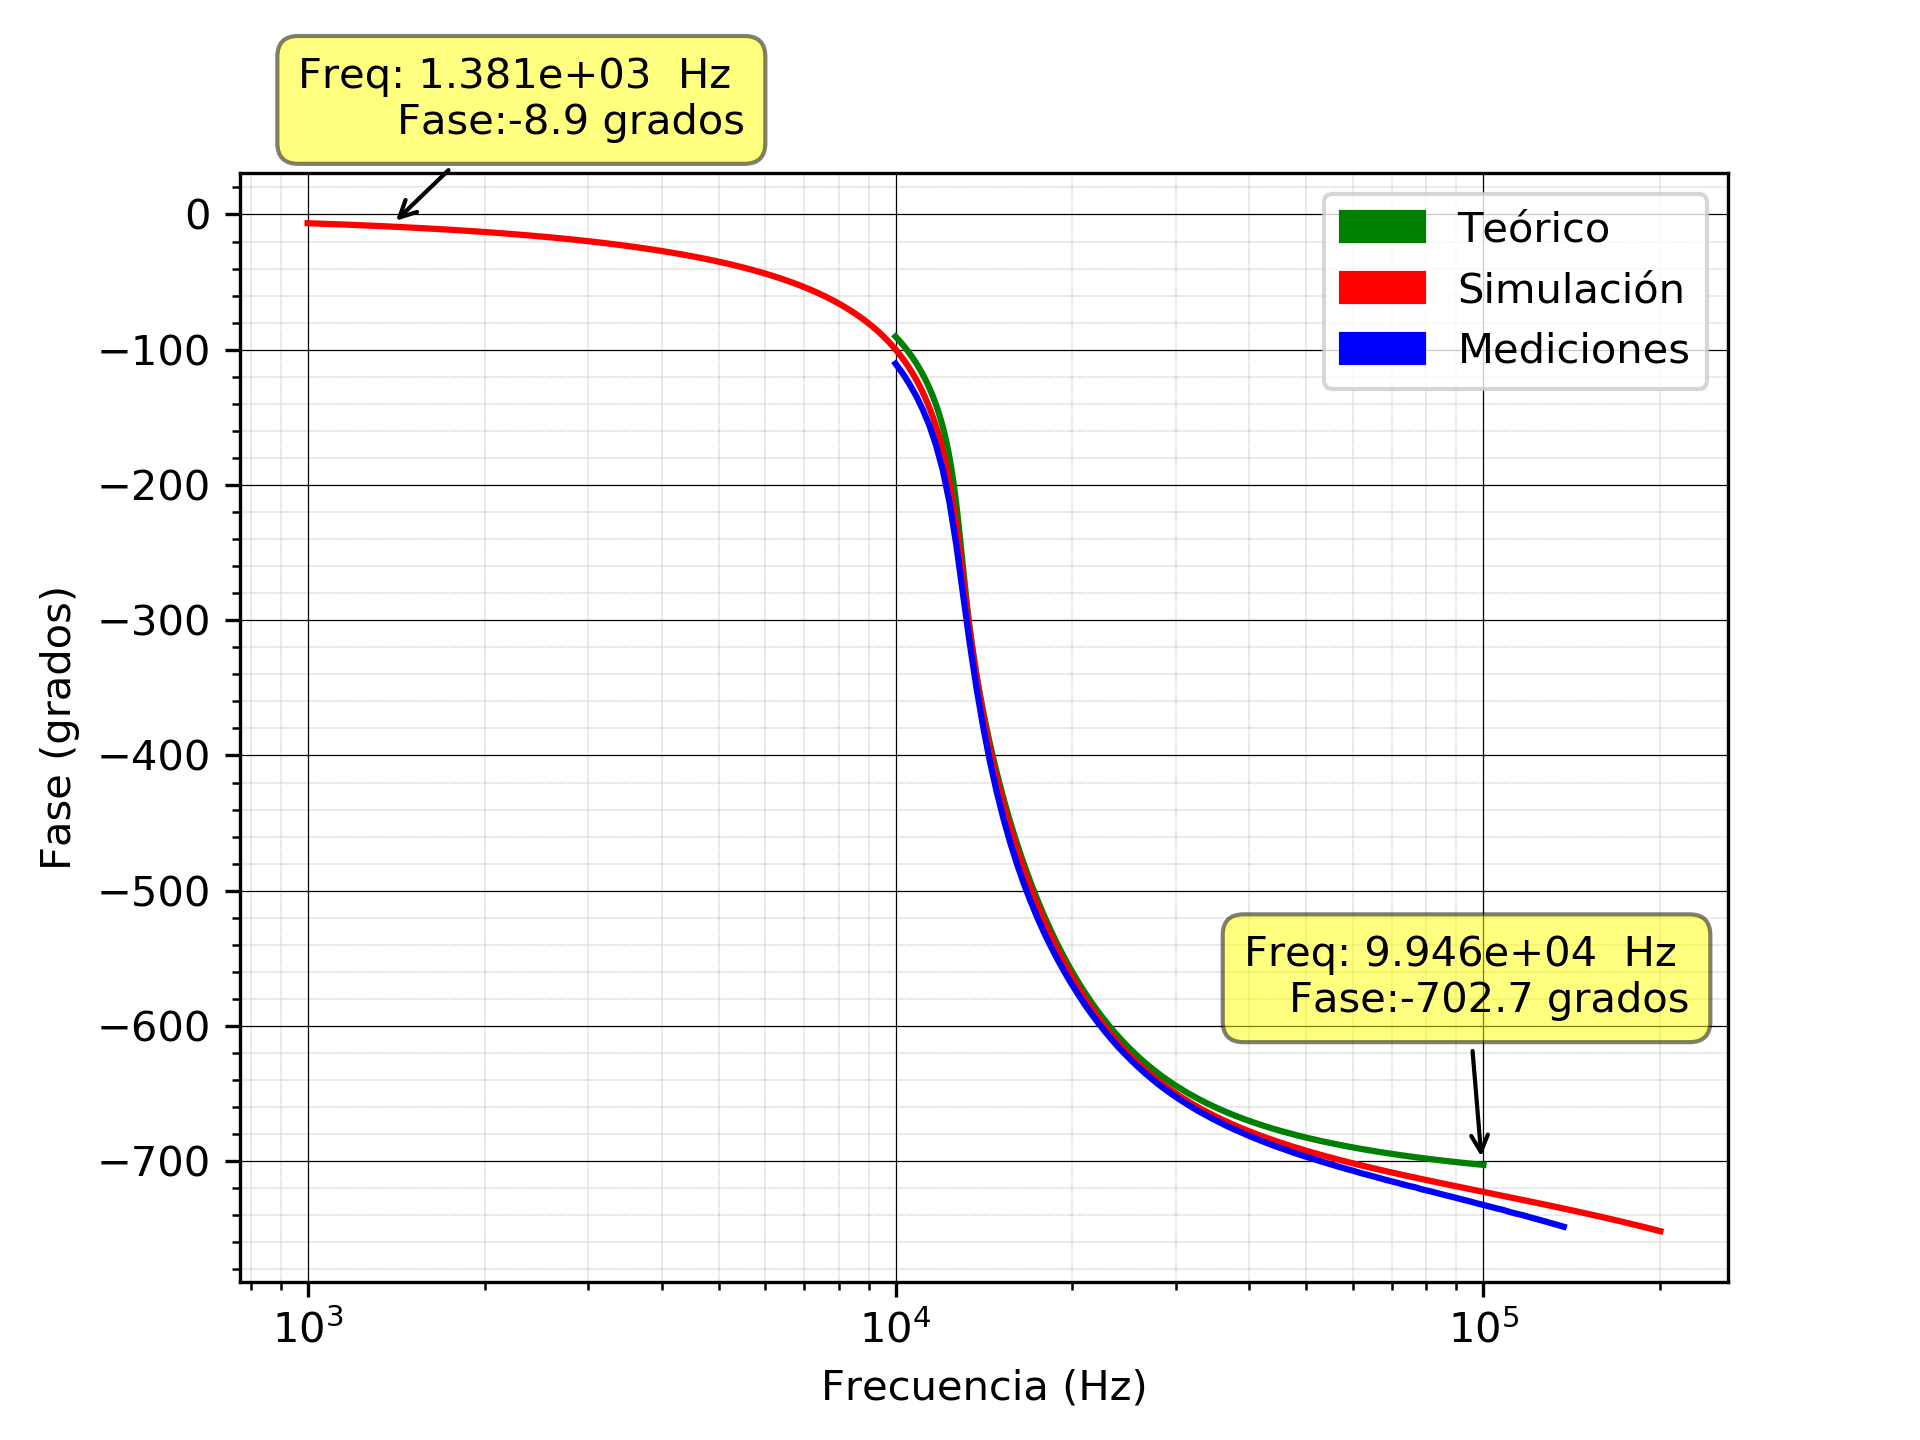 Freq: 1.381e+03  Hz
Fase:-8.9 grados
Teórico
Simulación
Mediciones
0
−100
−200
−300
−400
−500
−600
−700
Fase (grados)
Freq: 9.946e+04  Hz
Fase:-702.7 grados
10³
10⁴
10⁵
Frecuencia (Hz)